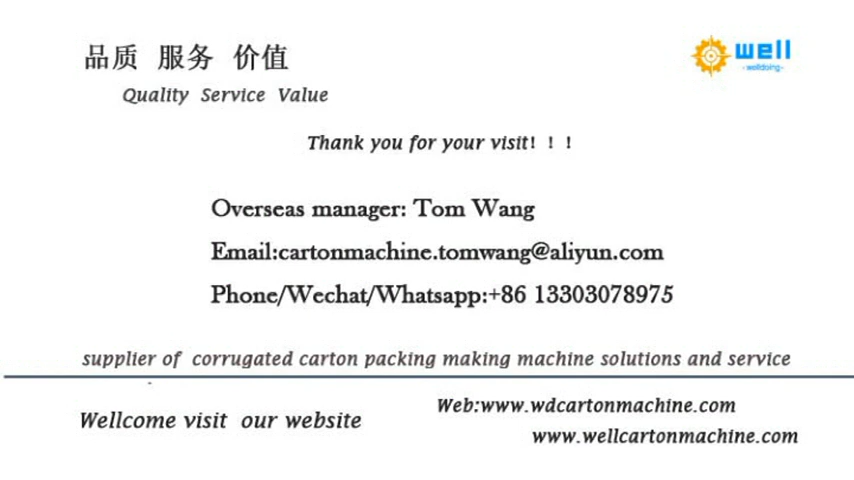 品质 服务 价值
well
-welldoing-
Quality Service Value
Thank you for your visit！！！
Overseas manager: Tom Wang
Email:cartonmachine.tomwang@aliyun.com
Phone/Wechat/Whatsapp:+86 13303078975
supplier of corrugated carton packing making machine solutions and service
Wellcome visit our website
Web:www.wdcartonmachine.com
www.wellcartonmachine.com